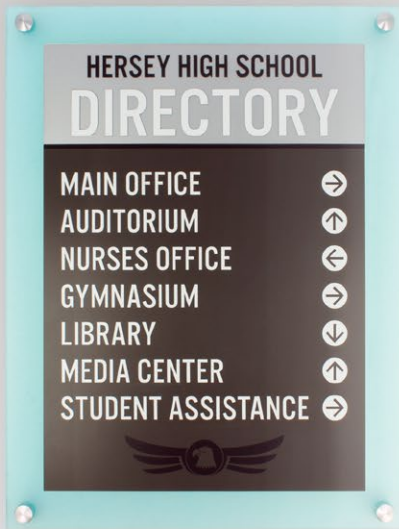 HERSEY HIGH SCHOOL
DIRECTORY
MAIN OFFICE →
AUDITORIUM ↑
NURSES OFFICE ←
GYMNASIUM →
LIBRARY ↓
MEDIA CENTER ↑
STUDENT ASSISTANCE →